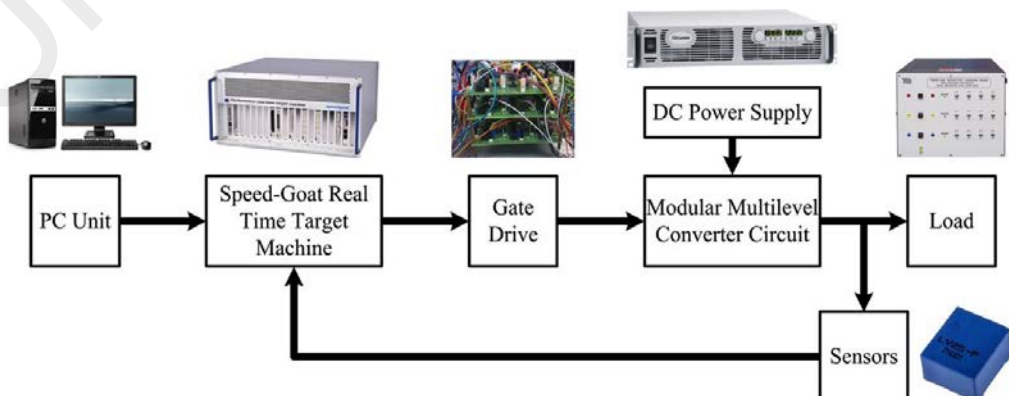 DC Power Supply
PC Unit
Speed-Goat Real
Time Target
Machine
Gate
Drive
Modular Multilevel
Converter Circuit
Load
Sensors
LV25-P